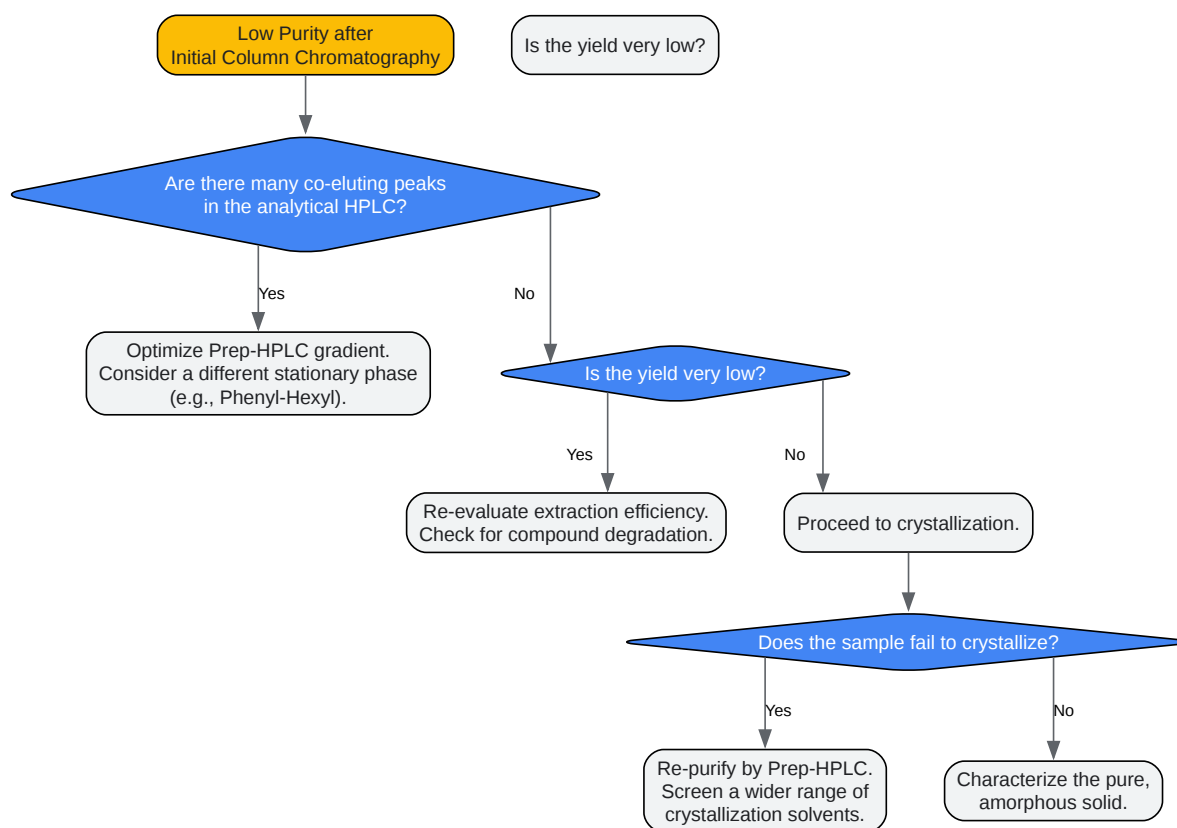 Low Purity after
Initial Column Chromatography
Is the yield very low?
Are there many co-eluting peaks
in the analytical HPLC?
Yes
No
Optimize Prep-HPLC gradient.
Consider a different stationary phase
(e.g., Phenyl-Hexyl).
Is the yield very low?
Yes
No
Re-evaluate extraction efficiency.
Check for compound degradation.
Proceed to crystallization.
Does the sample fail to crystallize?
Yes
No
Re-purify by Prep-HPLC.
Screen a wider range of
crystallization solvents.
Characterize the pure,
amorphous solid.